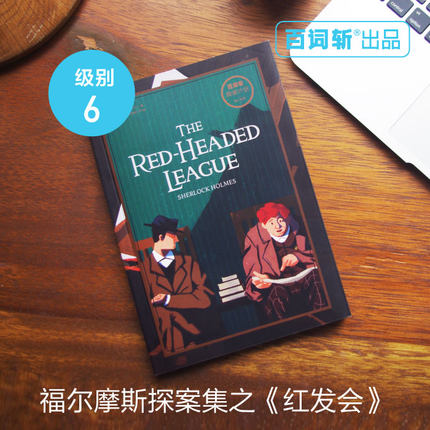 百词斩®出品
级别
6
THE
RED-HEADED
LEAGUE
SHERLOCK HOLMES
福尔摩斯探案集之《红发会》